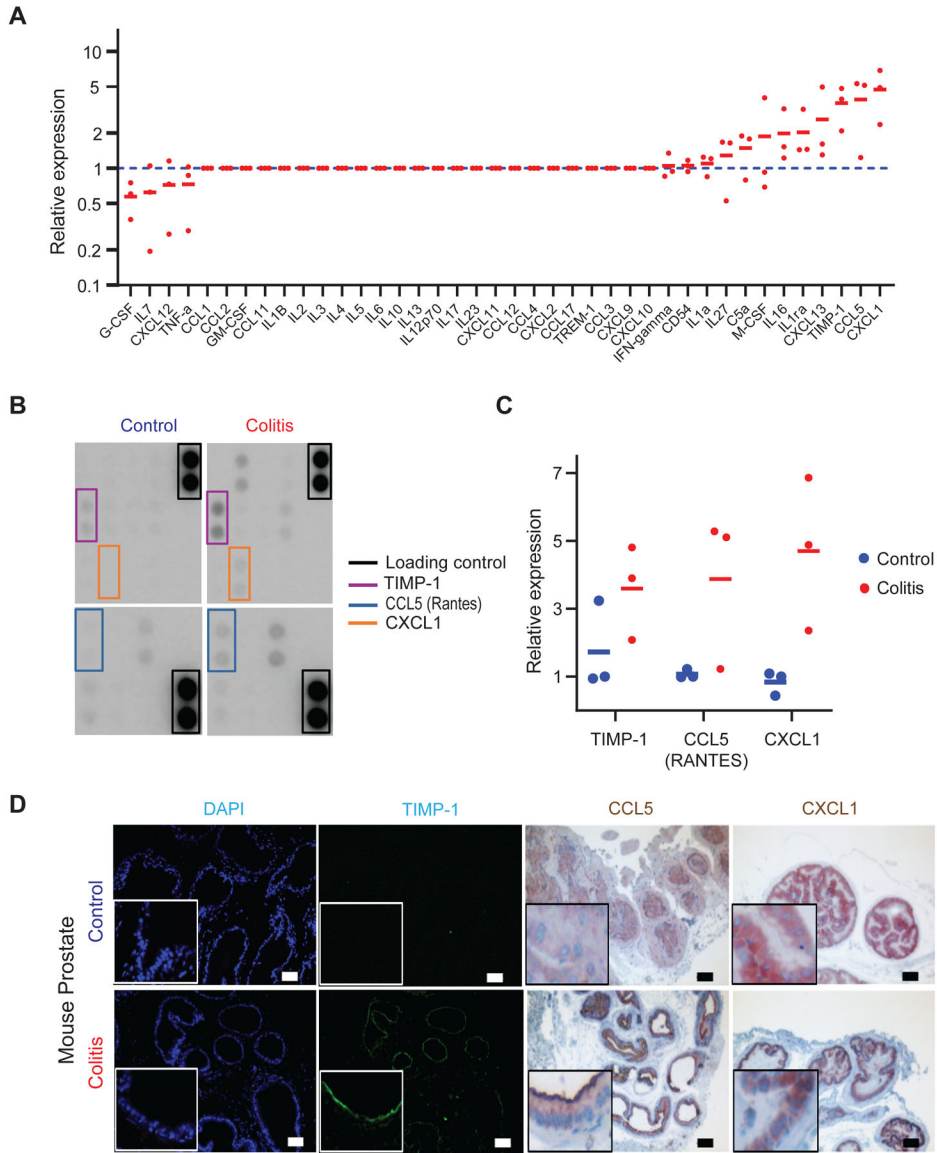 A
Relative expression
10
5
2
1
0.5
0.2
0.1
G-CSF
IL7
CXCL12
TNF-a
CCL1
CCL2
GM-CSF
CCL11
IL1B
IL2
IL3
IL4
IL5
IL6
IL10
IL13
IL12p70
IL17
IL23
CXCL11
CCL12
CCL4
CXCL2
CCL17
TREM-1
CCL3
CXCL9
CXCL10
IFN-gamma
CD54
IL1a
IL27
C5a
M-CSF
IL16
IL1ra
CXCL13
TIMP-1
CCL5
CXCL1
B
Control
Colitis
Loading control
TIMP-1
CCL5 (Rantes)
CXCL1
C
Relative expression
7
5
3
1
TIMP-1
CCL5
(RANTES)
CXCL1
Control
Colitis
D
DAPI
TIMP-1
CCL5
CXCL1
Mouse Prostate
Control
Colitis